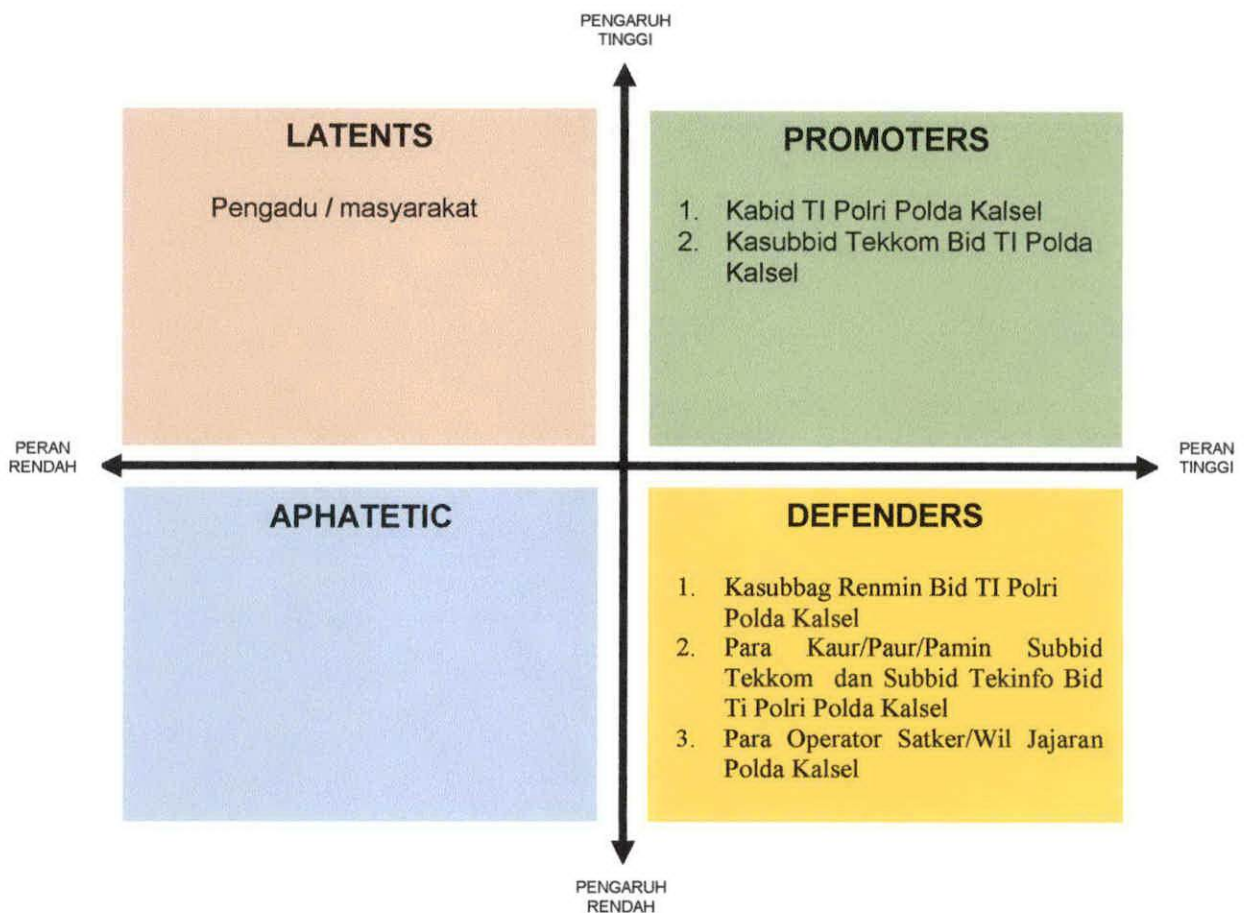 PENGARUH
TINGGI
LATENTS
Pengadu / masyarakat
PROMOTERS
1. Kabid TI Polri Polda Kalsel
2. Kasubbid Tekkom Bid TI Polda
Kalsel
PERAN
RENDAH
PERAN
TINGGI
APHATETIC
DEFENDERS
1. Kasubbag Renmin Bid TI Polri
Polda Kalsel
2. Para Kaur/Paur/Pamin Subbid
Tekkom dan Subbid Tekinfo Bid
Ti Polri Polda Kalsel
3. Para Operator Satker/Wil Jajaran
Polda Kalsel
PENGARUH
RENDAH